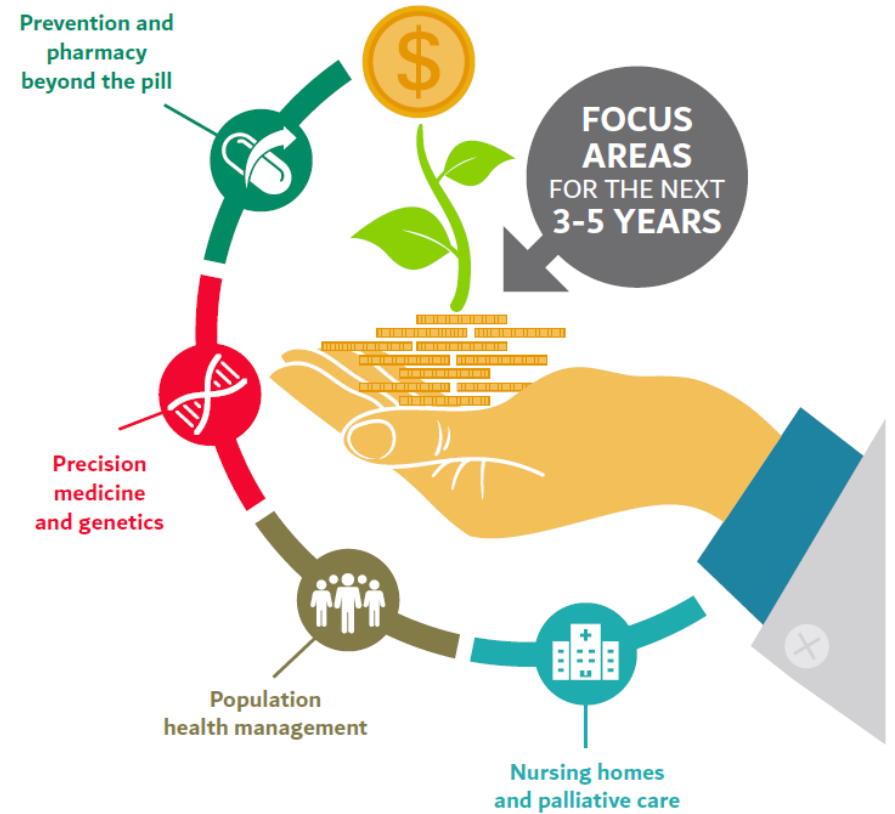 Prevention and
pharmacy
beyond the pill
$
FOCUS
AREAS
FOR THE NEXT
3-5 YEARS
Precision
medicine
and genetics
Population
health management
Nursing homes
and palliative care